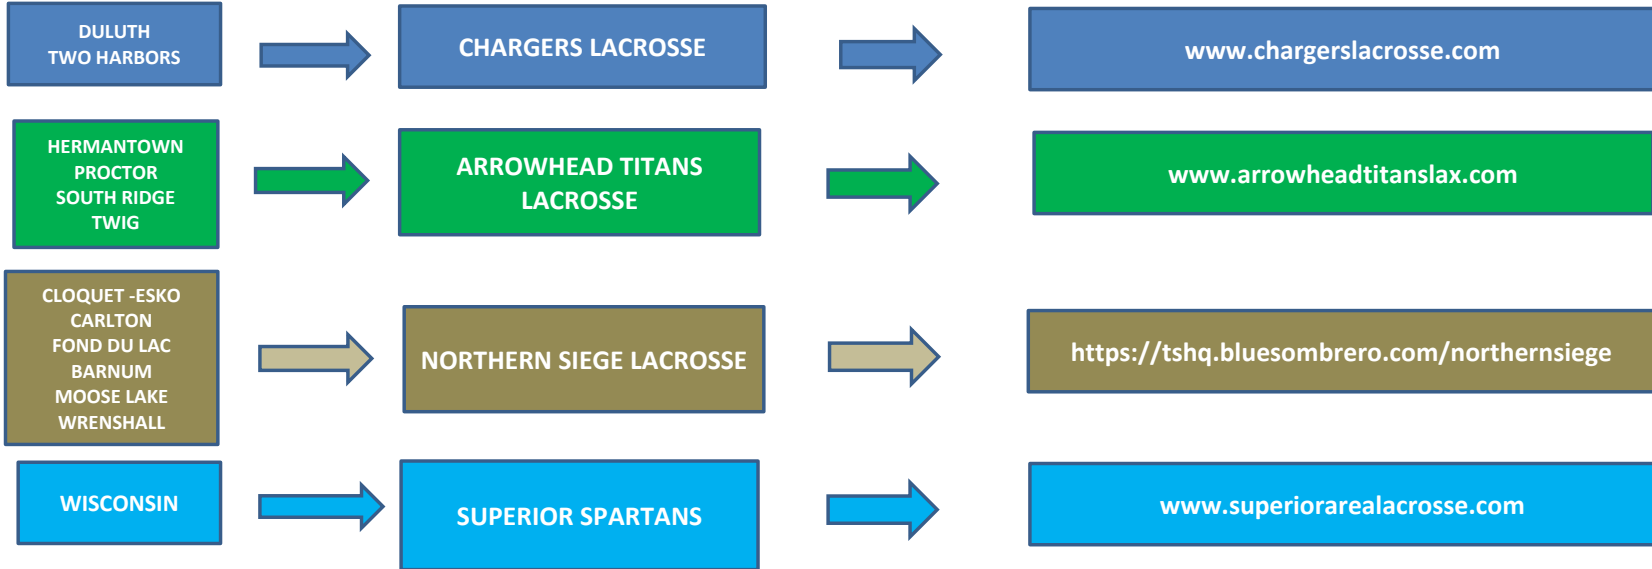 DULUTH
TWO HARBORS
CHARGERS LACROSSE
www.chargerslacrosse.com
HERMANTOWN
PROCTOR
SOUTH RIDGE
TWIG
ARROWHEAD TITANS
LACROSSE
www.arrowheadtitanslax.com
CLOQUET -ESKO
CARLTON
FOND DU LAC
BARNUM
MOOSE LAKE
WRENSHALL
NORTHERN SIEGE LACROSSE
https://tshq.bluesombrero.com/northernsiege
WISCONSIN
SUPERIOR SPARTANS
www.superiorarealacrosse.com